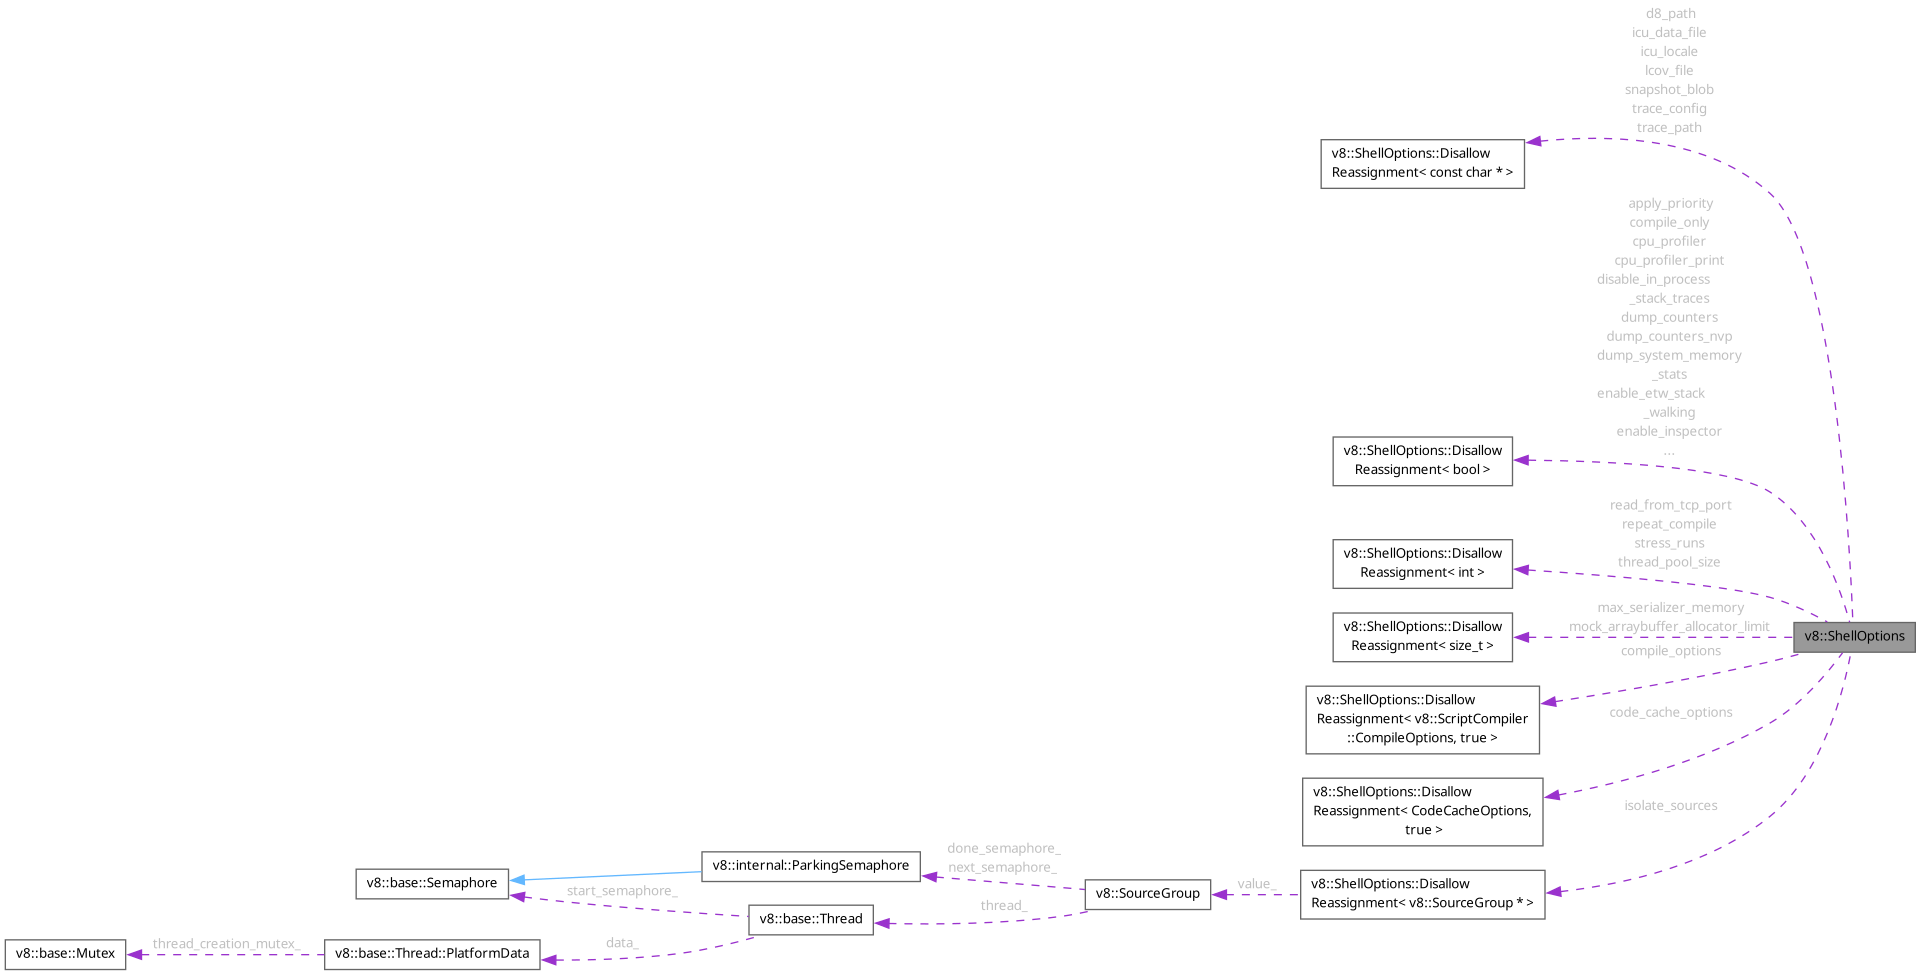 d8_path
icu_data_file
icu_locale
lcov_file
snapshot_blob
trace_config
trace_path
v8::ShellOptions::Disallow
Reassignment< const char * >
apply_priority
compile_only
cpu_profiler
cpu_profiler_print
disable_in_process
_stack_traces
dump_counters
dump_counters_nvp
dump_system_memory
_stats
enable_etw_stack
_walking
enable_inspector
...
v8::ShellOptions::Disallow
Reassignment< bool >
read_from_tcp_port
repeat_compile
stress_runs
thread_pool_size
v8::ShellOptions::Disallow
Reassignment< int >
max_serializer_memory
mock_arraybuffer_allocator_limit
v8::ShellOptions::Disallow
Reassignment< size_t >
v8::ShellOptions
compile_options
v8::ShellOptions::Disallow
Reassignment< v8::ScriptCompiler
::CompileOptions, true >
code_cache_options
v8::ShellOptions::Disallow
Reassignment< CodeCacheOptions,
true >
isolate_sources
v8::ShellOptions::Disallow
Reassignment< v8::SourceGroup * >
value_
v8::SourceGroup
done_semaphore_
next_semaphore_
v8::internal::ParkingSemaphore
v8::base::Semaphore
start_semaphore_
thread_
v8::base::Thread
data_
v8::base::Thread::PlatformData
thread_creation_mutex_
v8::base::Mutex